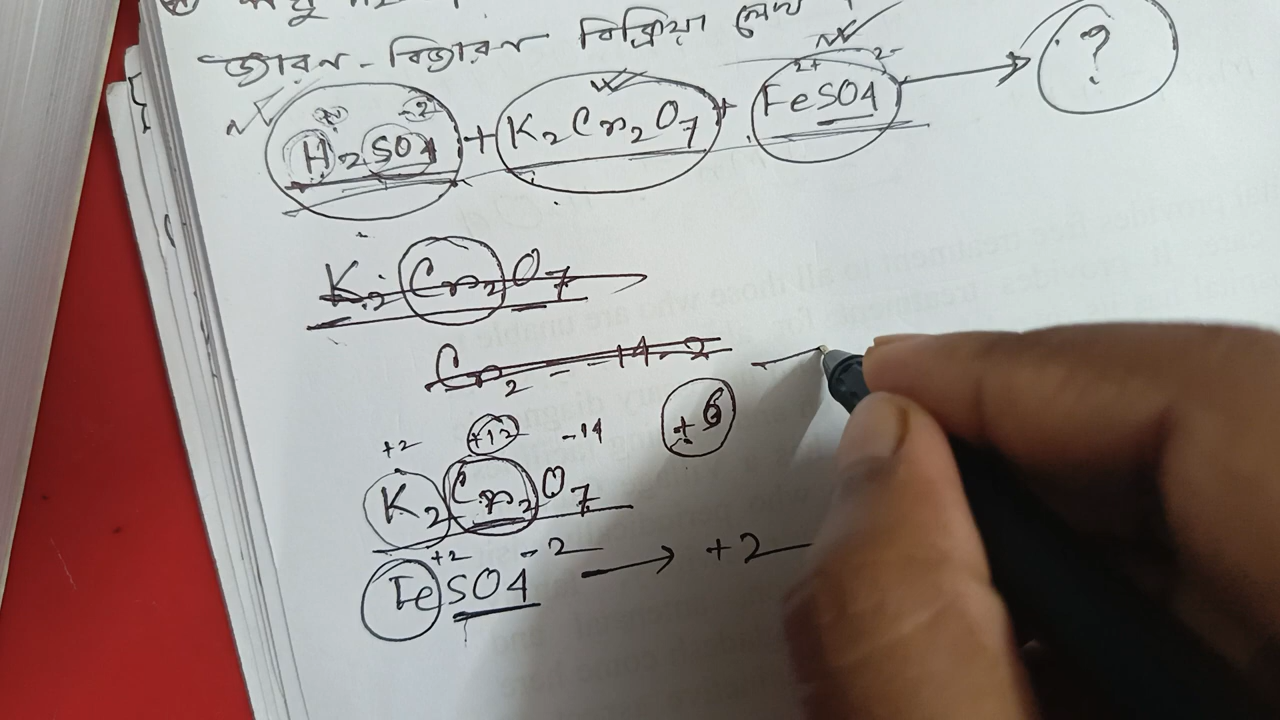 জারণ - বিজারণ বিক্রিয়া লেখ
H₂SO₄ + K₂Cr₂O₇ + FeSO4 → ?
K₂Cr₂O₇
Cr₂ = -14-2
+2 +12 -14 +6
K₂Cr₂O₇
+2 -2
FeSO4 → +2